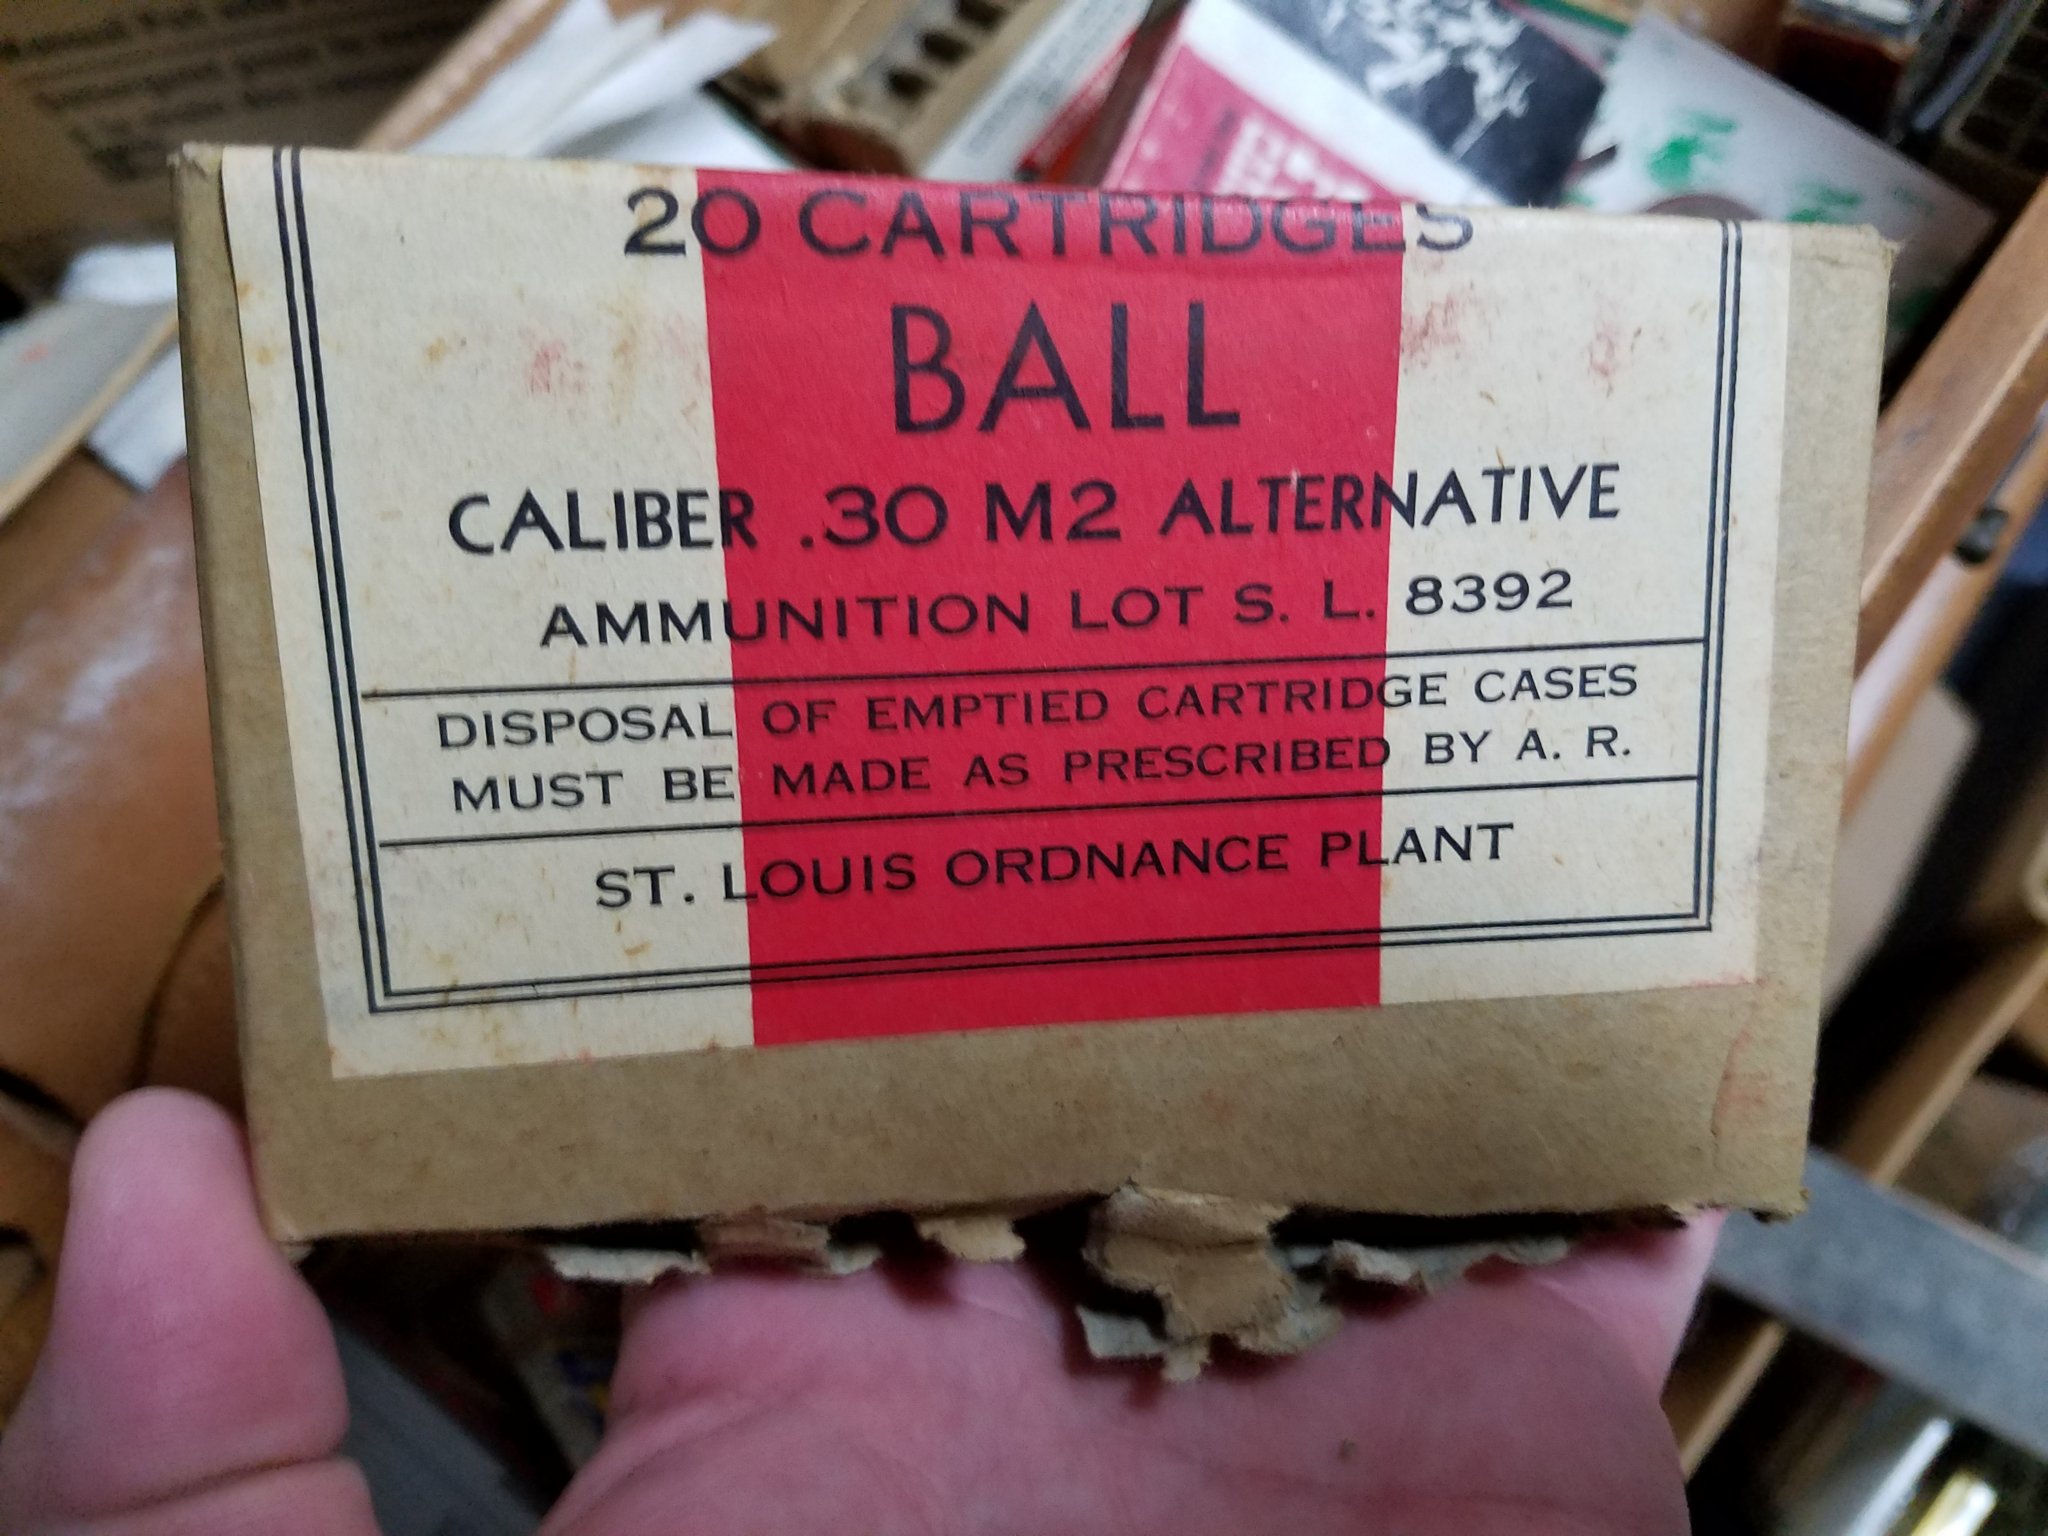 20 CARTRIDGES
BALL
CALIBER .30 M2 ALTERNATIVE
AMMUNITION LOT S. L. 8392
DISPOSAL OF EMPTIED CARTRIDGE CASES
MUST BE MADE AS PRESCRIBED BY A. R.
ST. LOUIS ORDNANCE PLANT